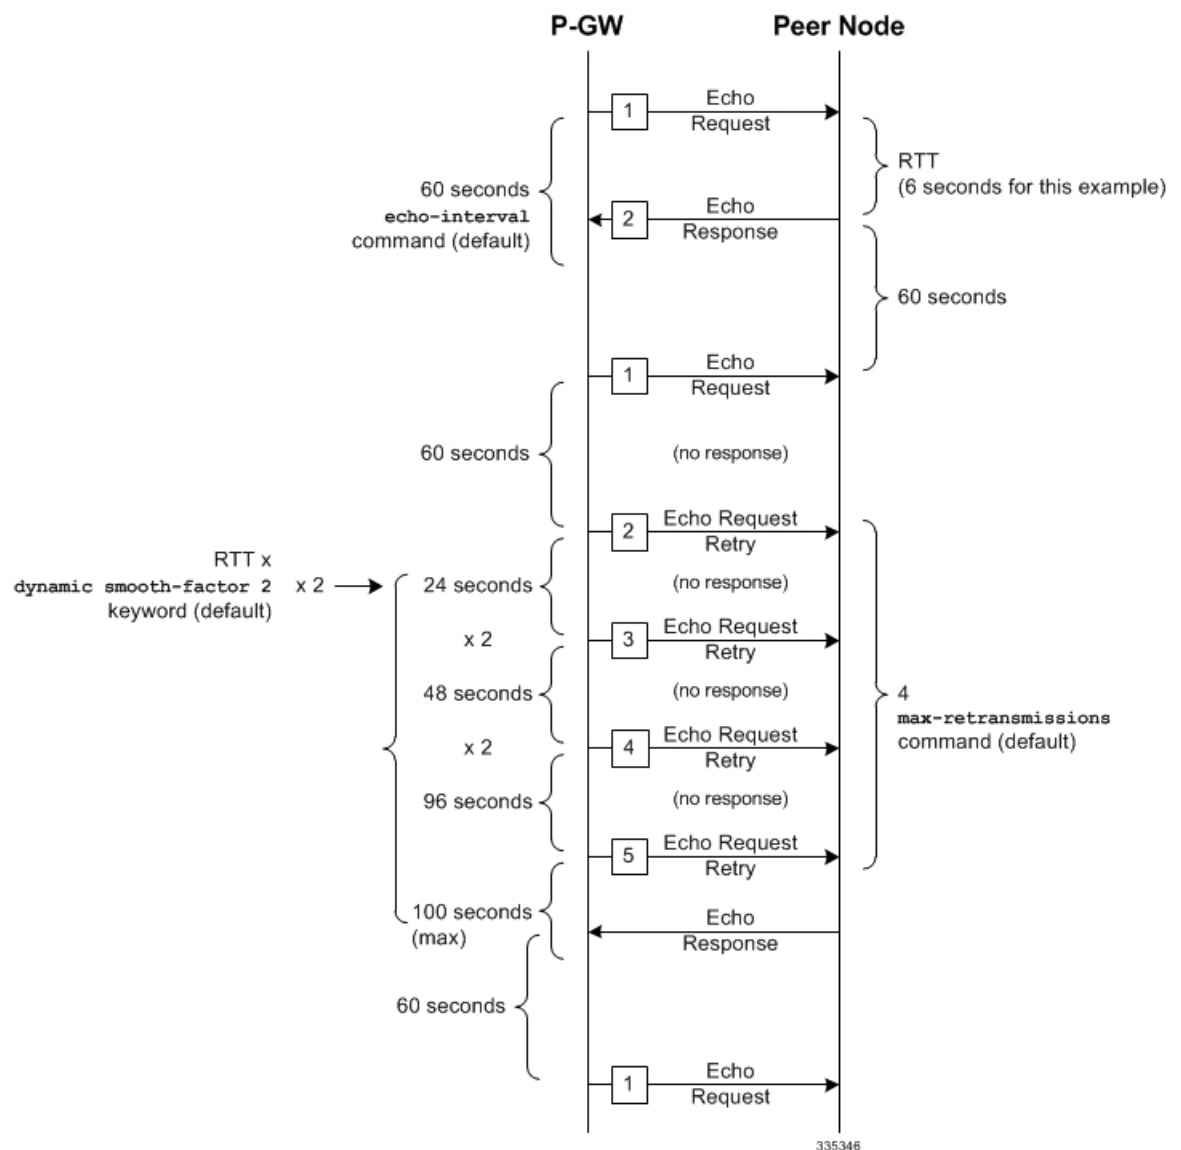 P-GW
Peer Node
1
Echo
Request
RTT
(6 seconds for this example)
60 seconds
echo-interval
command (default)
2
Echo
Response
60 seconds
1
Echo
Request
60 seconds
(no response)
2
Echo Request
Retry
RTT x
dynamic smooth-factor 2
keyword (default)
x 2
24 seconds
(no response)
x 2
3
Echo Request
Retry
48 seconds
(no response)
4
max-retransmissions
command (default)
x 2
4
Echo Request
Retry
96 seconds
(no response)
5
Echo Request
Retry
100 seconds
(max)
Echo
Response
60 seconds
1
Echo
Request
335346